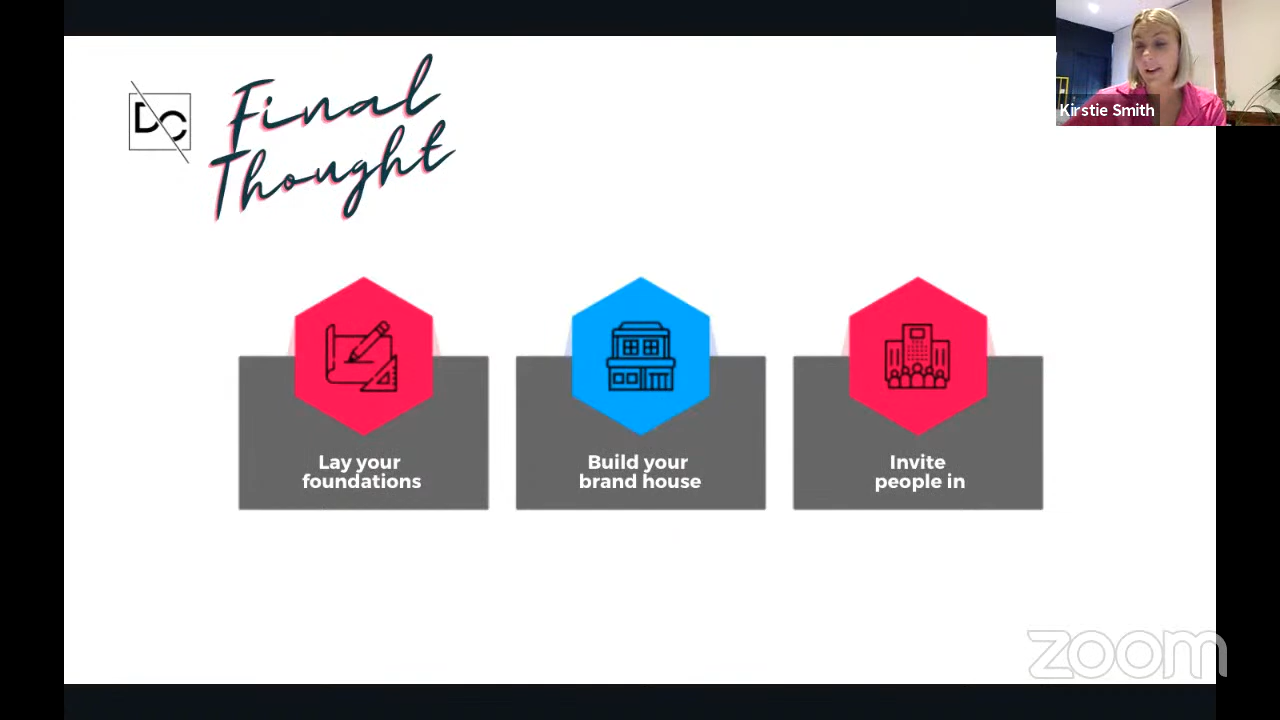 Kirstie Smith
DC
Final
Thought
Lay your
foundations
Build your
brand house
Invite
people in
zoom